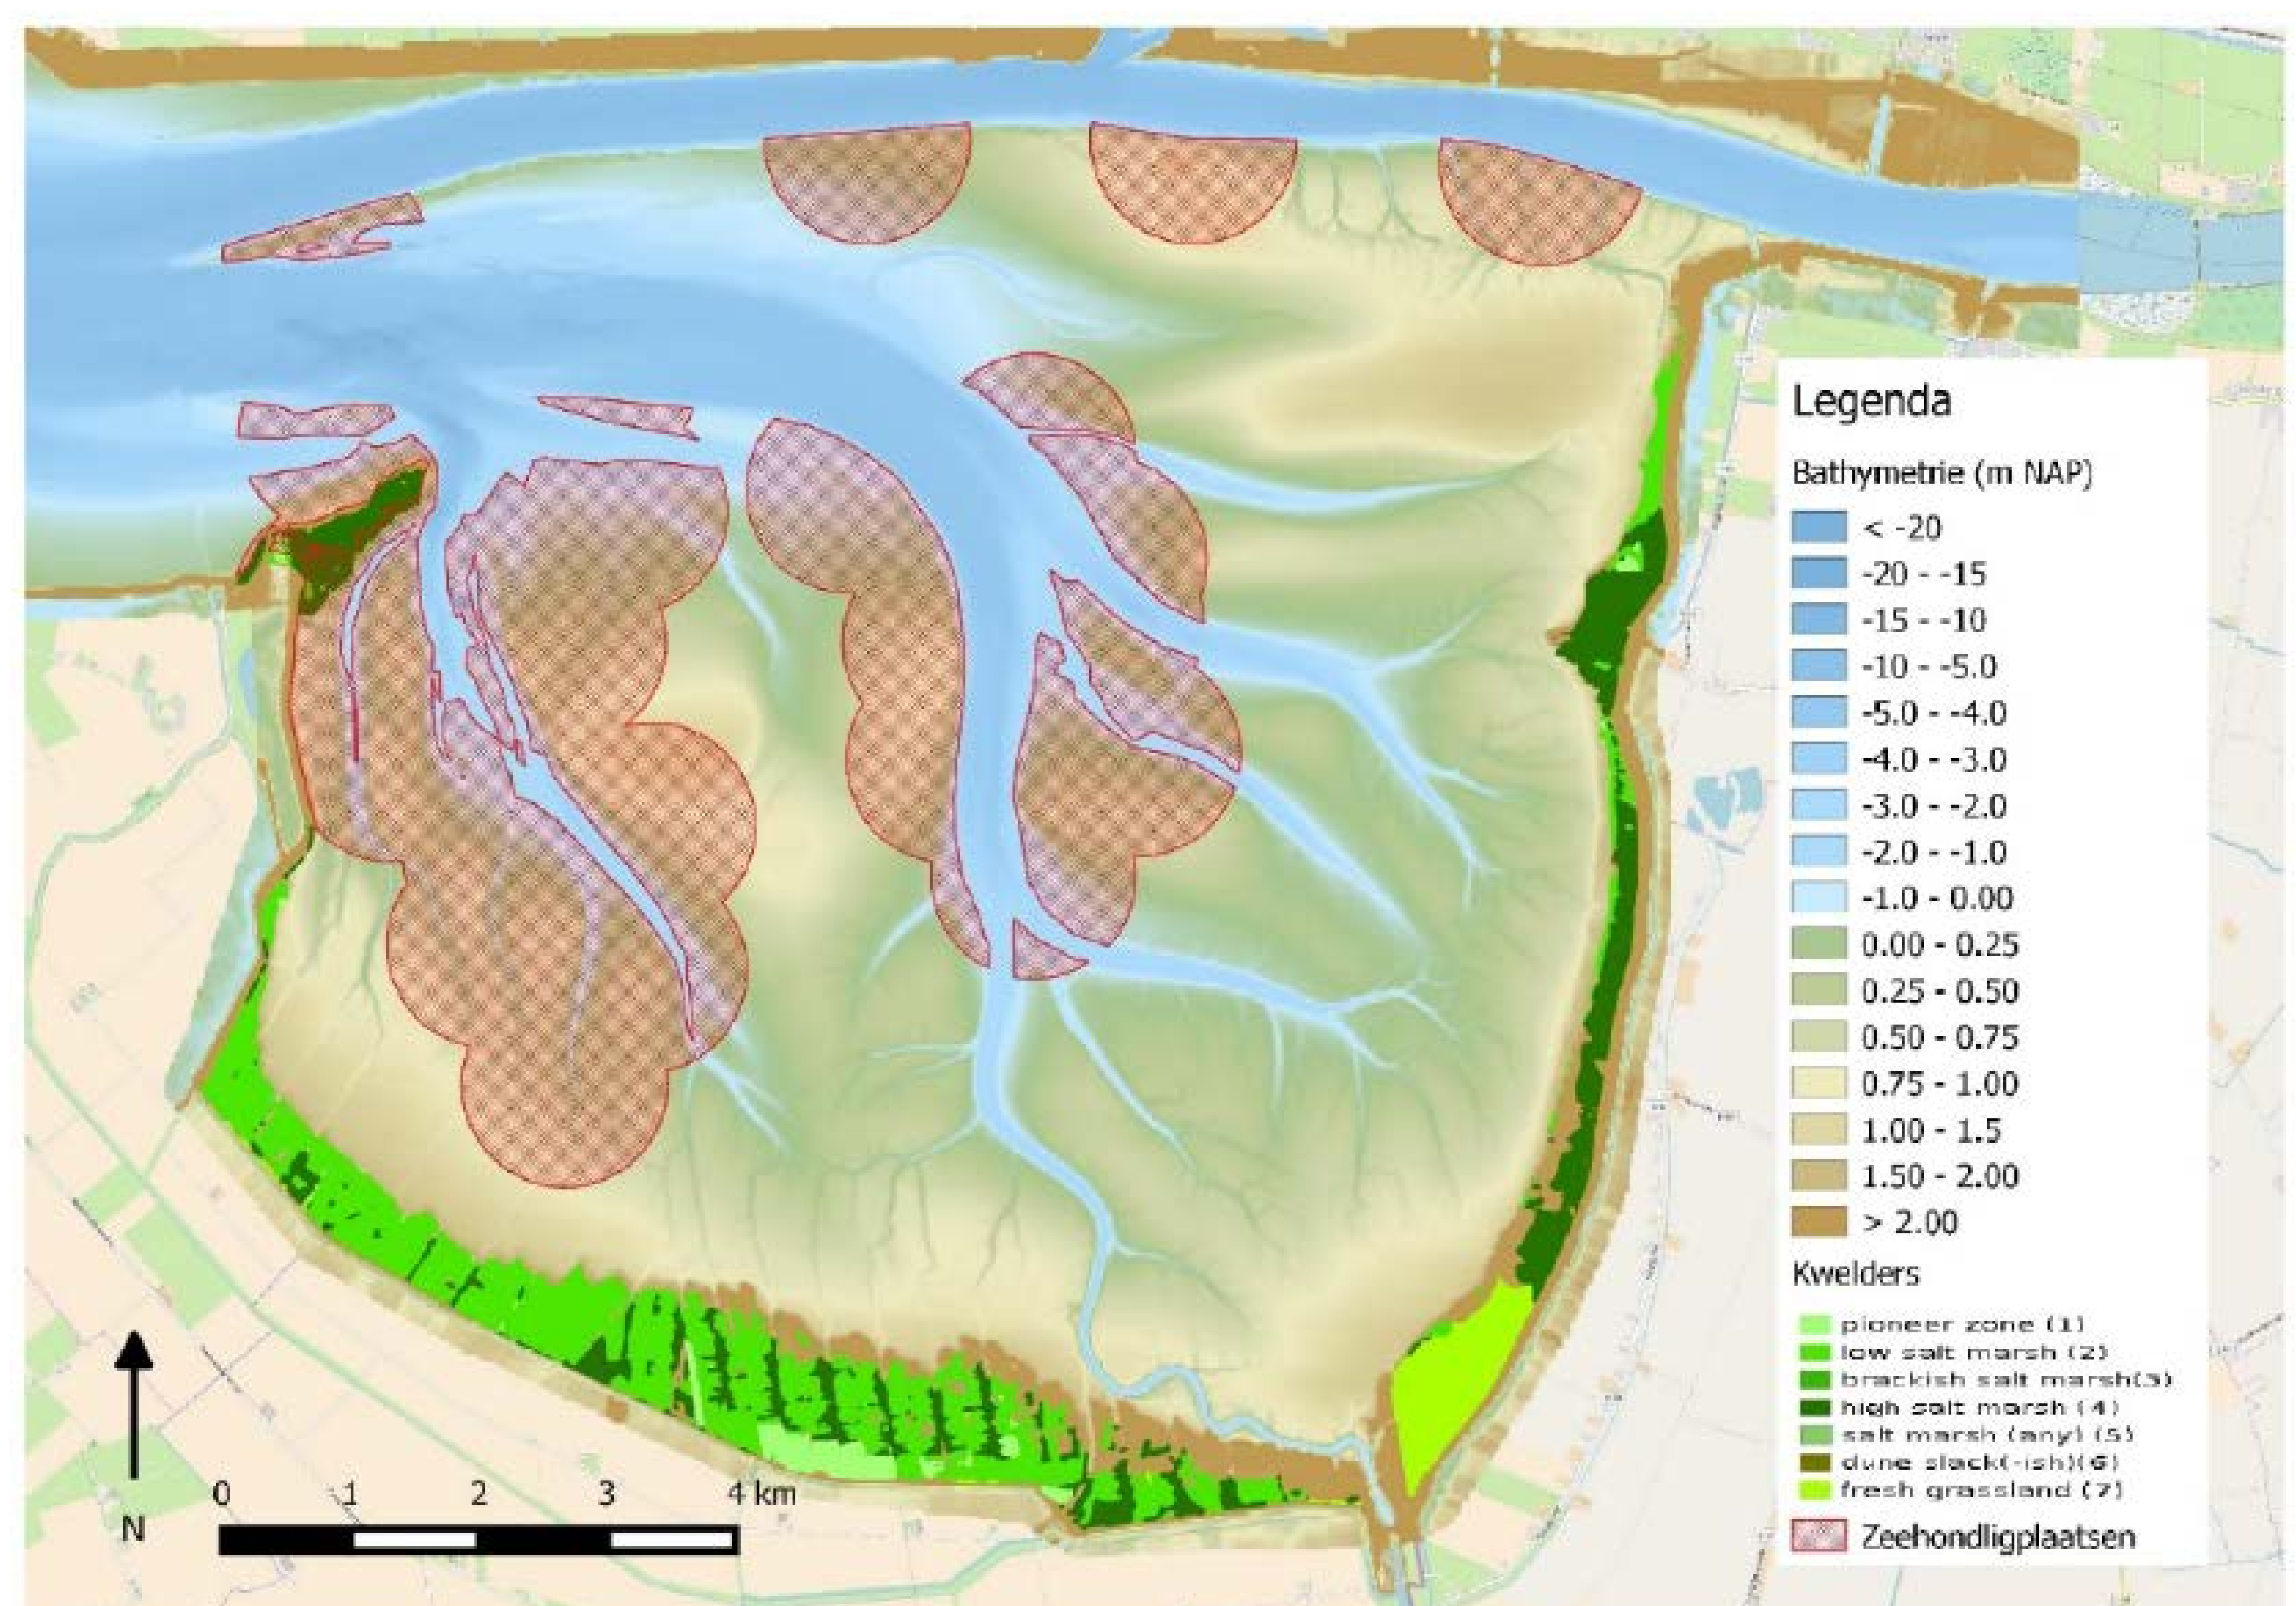 Legenda
Bathymetrie (m NAP)
< -20
-20 - -15
-15 - -10
-10 - -5.0
-5.0 - -4.0
-4.0 - -3.0
-3.0 - -2.0
-2.0 - -1.0
-1.0 - 0.00
0.00 - 0.25
0.25 - 0.50
0.50 - 0.75
0.75 - 1.00
1.00 - 1.5
1.50 - 2.00
> 2.00
Kwelders
pioneer zone (1)
low salt marsh (2)
brackish salt marsh(3)
high salt marsh (4)
salt marsh (any) (5)
dune slack(-ish)(6)
fresh grassland (7)
Zeehondligplaatsen
0 1 2 3 4 km
N